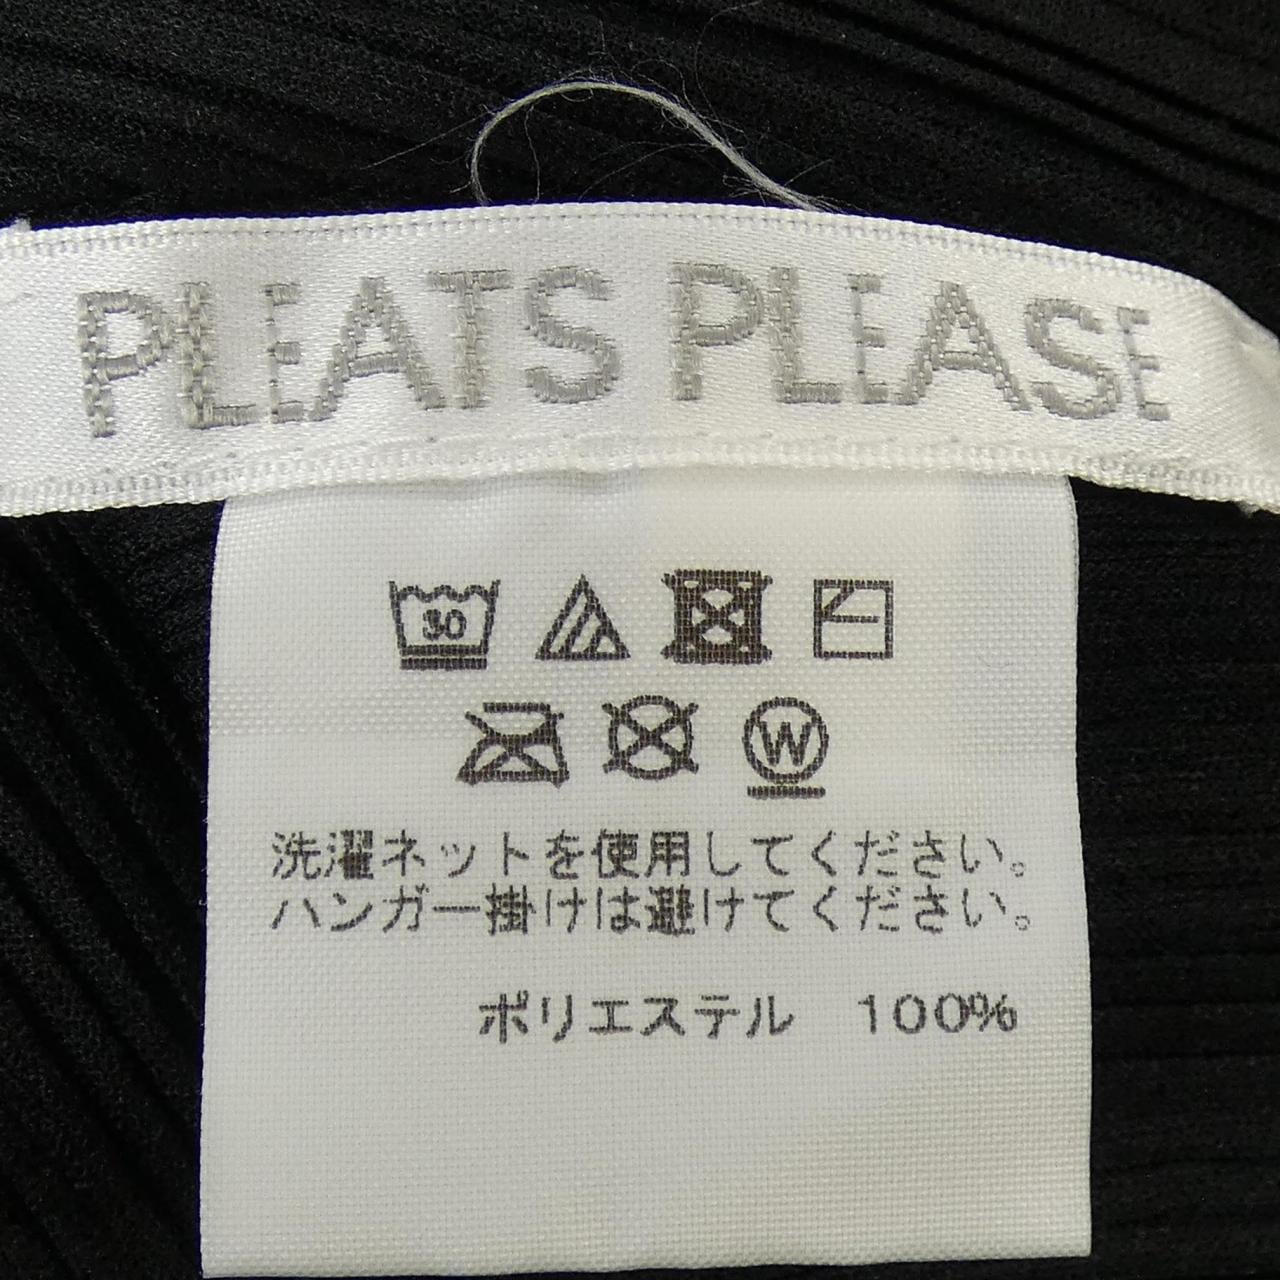 PLEATS PLEASE
30
W
洗濯ネットを使用してください。
ハンガー掛けは避けてください。
ポリエステル 100%